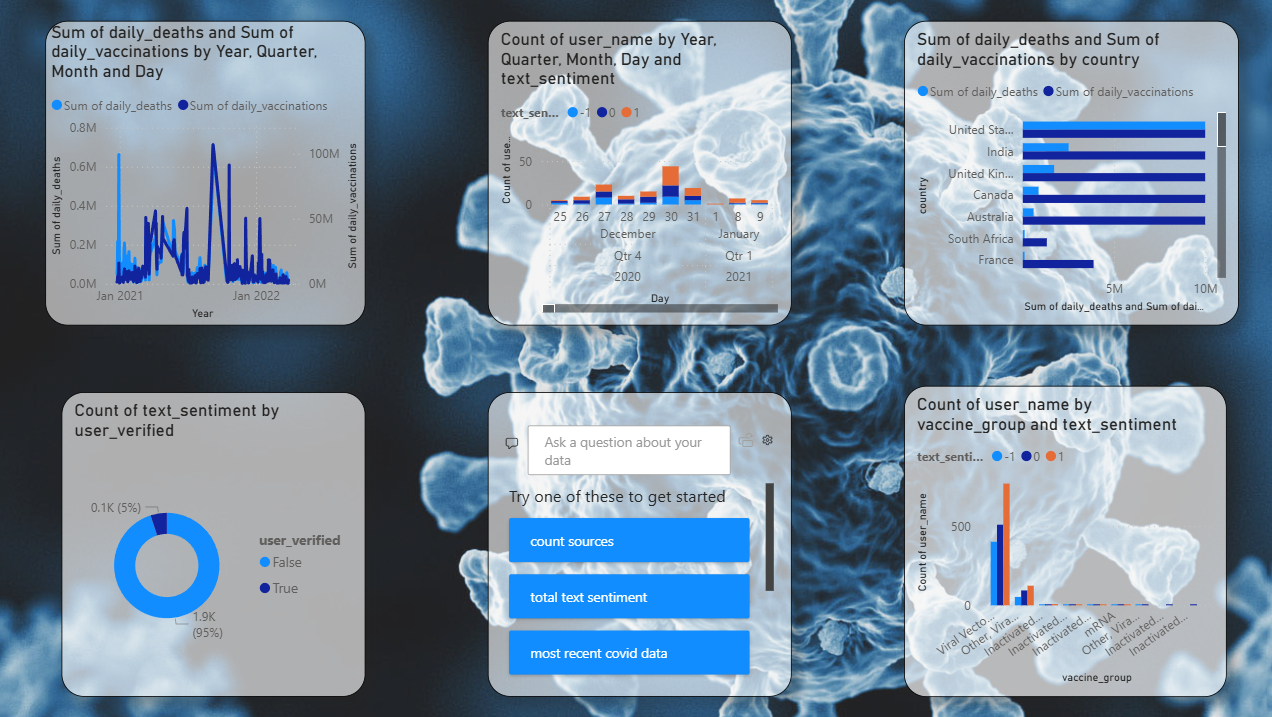 Sum of daily_deaths and Sum of
daily_vaccinations by Year, Quarter,
Month and Day
Sum of daily_deaths Sum of daily_vaccinations
0.8M
0.6M
0.4M
0.2M
0.0M
Sum of daily_deaths
100M
50M
0M
Sum of daily_vaccinations
Jan 2021 Jan 2022
Year
Count of user_name by Year,
Quarter, Month, Day and
text_sentiment
text_sen... -1 0 1
Count of use...
50
0
25 26 27 28 29 30 31 1 8 9
December January
Qtr 4 Qtr 1
2020 2021
Day
Sum of daily_deaths and Sum of
daily_vaccinations by country
Sum of daily_deaths Sum of daily_vaccinations
country
United Sta...
India
United Kin...
Canada
Australia
South Africa
France
5M 10M
Sum of daily_deaths and Sum of dai...
Count of text_sentiment by
user_verified
0.1K (5%)
1.9K
(95%)
user_verified
False
True
Ask a question about your
data
Try one of these to get started
count sources
total text sentiment
most recent covid data
Count of user_name by
vaccine_group and text_sentiment
text_senti... -1 0 1
Count of user_name
500
0
Viral Vecto...
Other, Vira...
Inactivated...
Inactivated...
Inactivated...
mRNA
Other, Vira...
Inactivated...
Inactivated...
vaccine_group